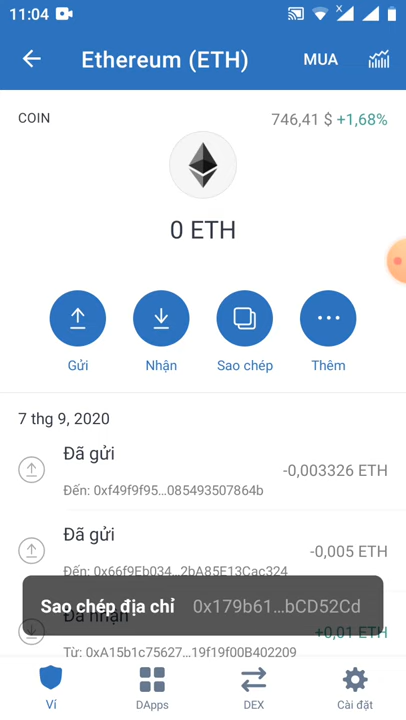 11:04
Ethereum (ETH)
MUA
COIN
746,41 $ +1,68%
0 ETH
Gửi
Nhận
Sao chép
Thêm
7 thg 9, 2020
Đã gửi
-0,003326 ETH
Đến: 0xf49f9f95...085493507864b
Đã gửi
-0,005 ETH
Đến: 0x66f9Eb034...2bA85E13Cac324
Sao chép địa chỉ 0x179b61...bCD52Cd
Đã nhận
+0,01 ETH
Từ: 0xA15b1c75627...19f19f00B402209
Ví
DApps
DEX
Cài đặt